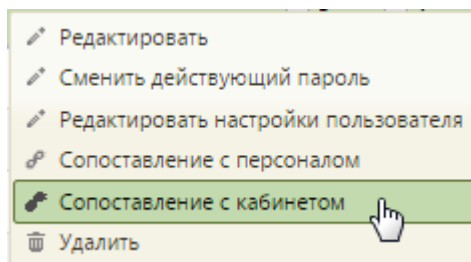 Редактировать
Сменить действующий пароль
Редактировать настройки пользователя
Сопоставление с персоналом
Сопоставление с кабинетом
Удалить